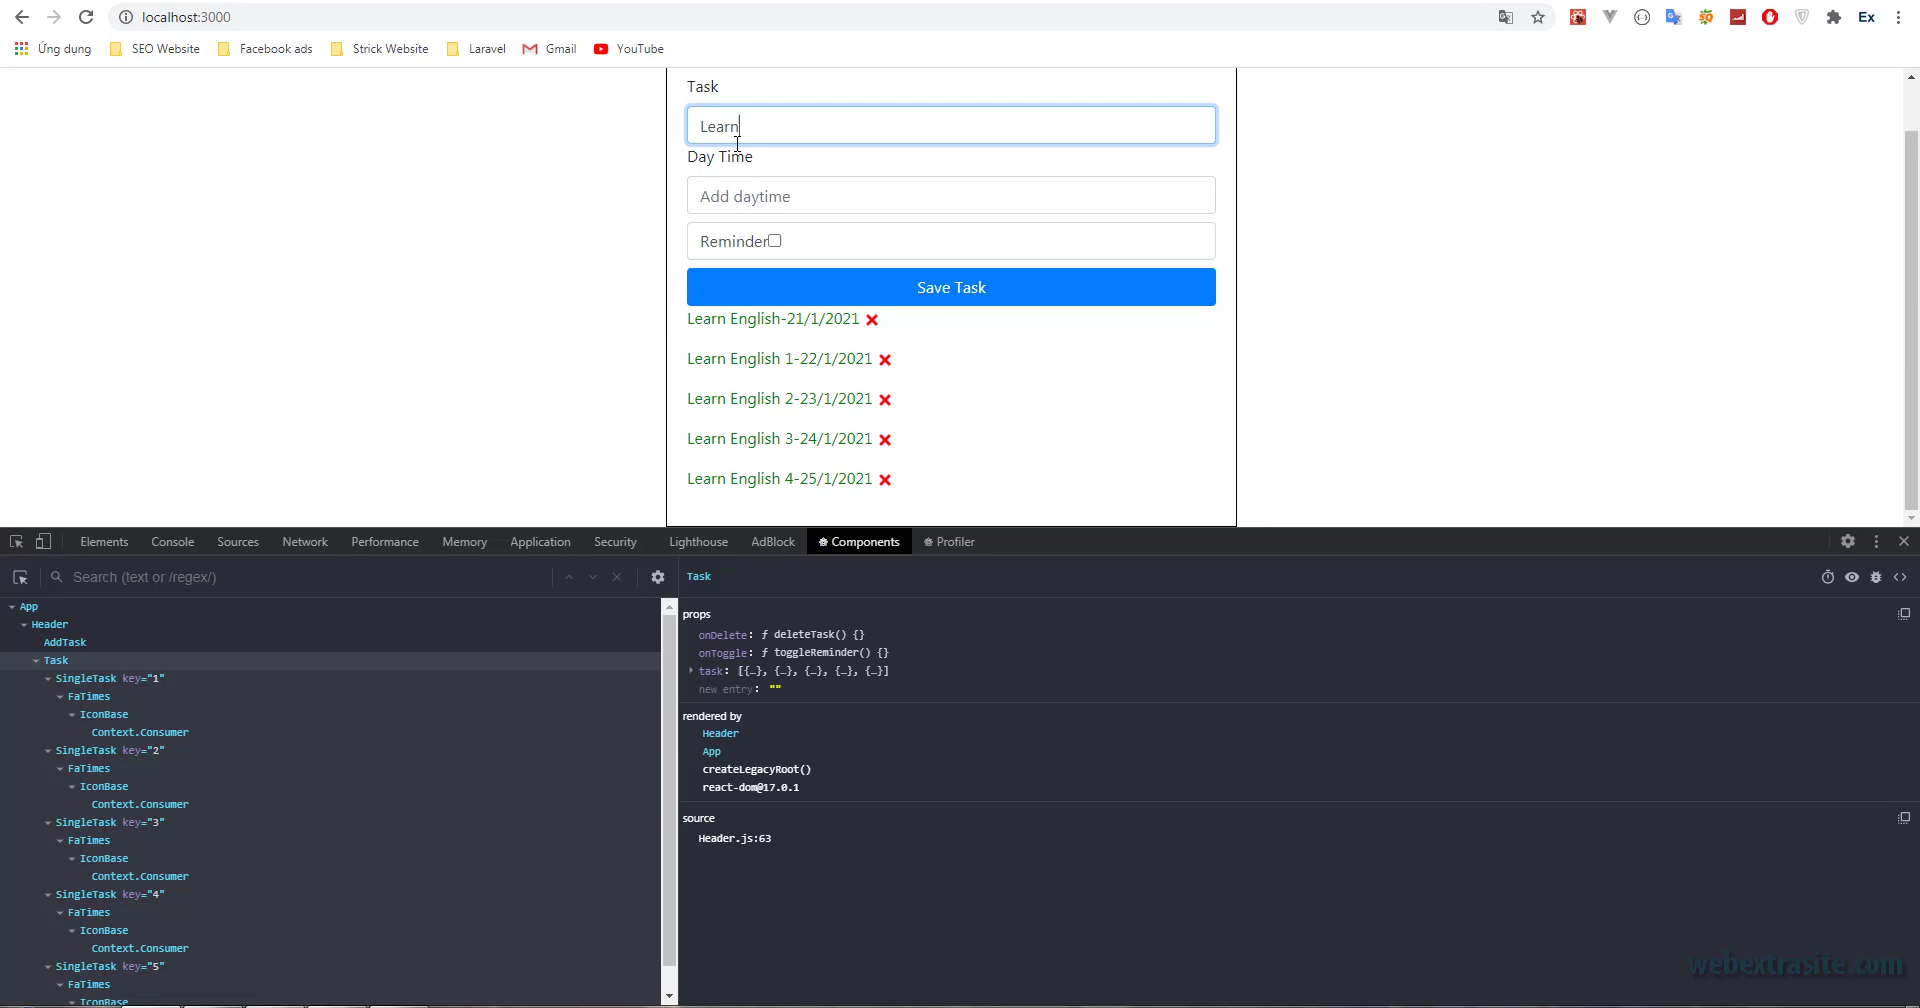 localhost:3000
Ex
Ứng dụng SEO Website Facebook ads Strick Website Laravel Gmail YouTube
Task
Learn
Day Time
Add daytime
Reminder
Save Task
Learn English-21/1/2021
Learn English 1-22/1/2021
Learn English 2-23/1/2021
Learn English 3-24/1/2021
Learn English 4-25/1/2021
Elements Console Sources Network Performance Memory Application Security Lighthouse AdBlock Components Profiler
Search (text or /regex/)
App
Header
AddTask
Task
SingleTask key="1"
FaTimes
IconBase
Context.Consumer
SingleTask key="2"
FaTimes
IconBase
Context.Consumer
SingleTask key="3"
FaTimes
IconBase
Context.Consumer
SingleTask key="4"
FaTimes
IconBase
Context.Consumer
SingleTask key="5"
FaTimes
IconBase
Task
props
onDelete: ƒ deleteTask() {}
onToggle: ƒ toggleReminder() {}
task: [{…}, {…}, {…}, {…}, {…}]
new entry: ""
rendered by
Header
App
createLegacyRoot()
react-dom@17.0.1
source
Header.js:63
webextrasite.com